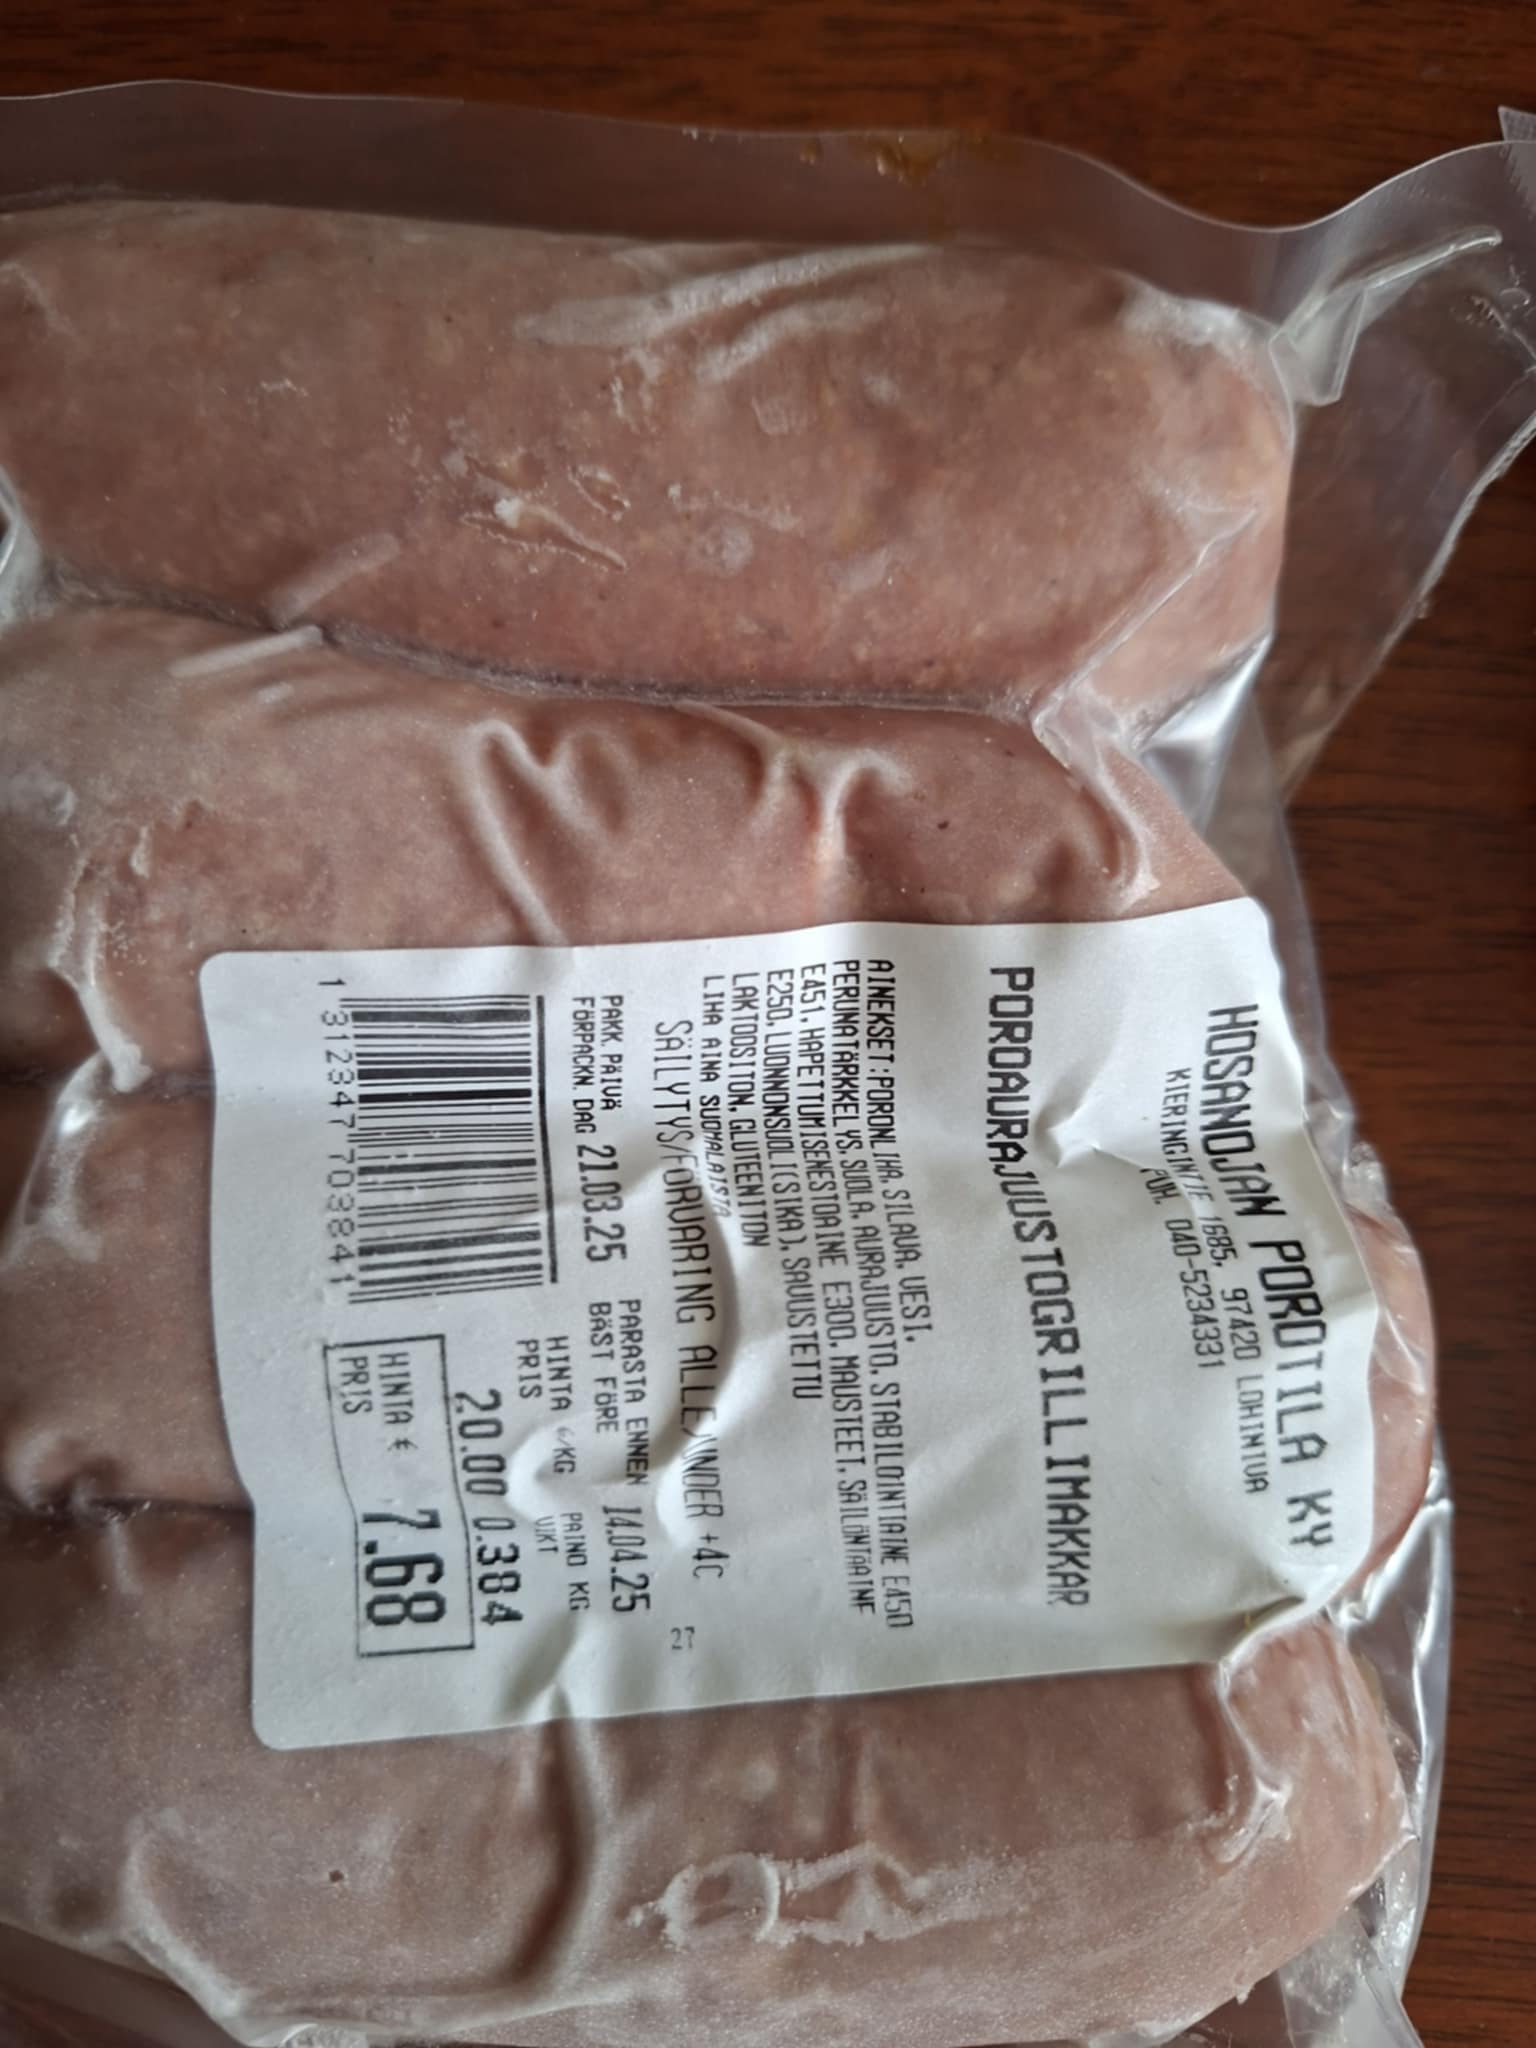 HOSANOJAN POROTILA KY
KIERINGINTIE 1685, 97420 LOHINIVA
PUH. 040-5234331
POROAURAJUUSTOGRILLIMAKKAR
AINEKSET:PORONLIHA, SILAVA, VESI,
PERUNATÄRKKELYS, SUOLA, AURAJUUSTO, STABILOINTIAINE E450
E451, HAPETTUMISENESTOAINE E300, MAUSTEET, SÄILÖNTÄAINE
E250, LUONNONSUOLI(SIKA), SAVUSTETTU
LAKTOOSITON, GLUTEENITON
LIHA AINA SUOMALAISTA
SÄILYTYS/FÖRVARING ALLE/UNDER +4C
27
PAKK. PÄIVÄ 21.03.25 PARASTA ENNEN 14.04.25
FÖRPACKN. DAG BÄST FÖRE
HINTA €/KG PAINO KG
PRIS VIKT
20.00 0.384
HINTA € 7.68
PRIS
1 312347 703841